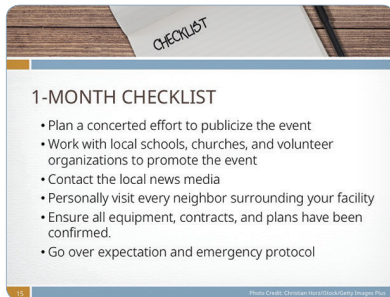 CHECKLIST
1-MONTH CHECKLIST
• Plan a concerted effort to publicize the event
• Work with local schools, churches, and volunteer
organizations to promote the event
• Contact the local news media
• Personally visit every neighbor surrounding your facility
• Ensure all equipment, contracts, and plans have been
confirmed.
• Go over expectation and emergency protocol
15
Photo Credit: Christian Horz/iStock/Getty Images Plus